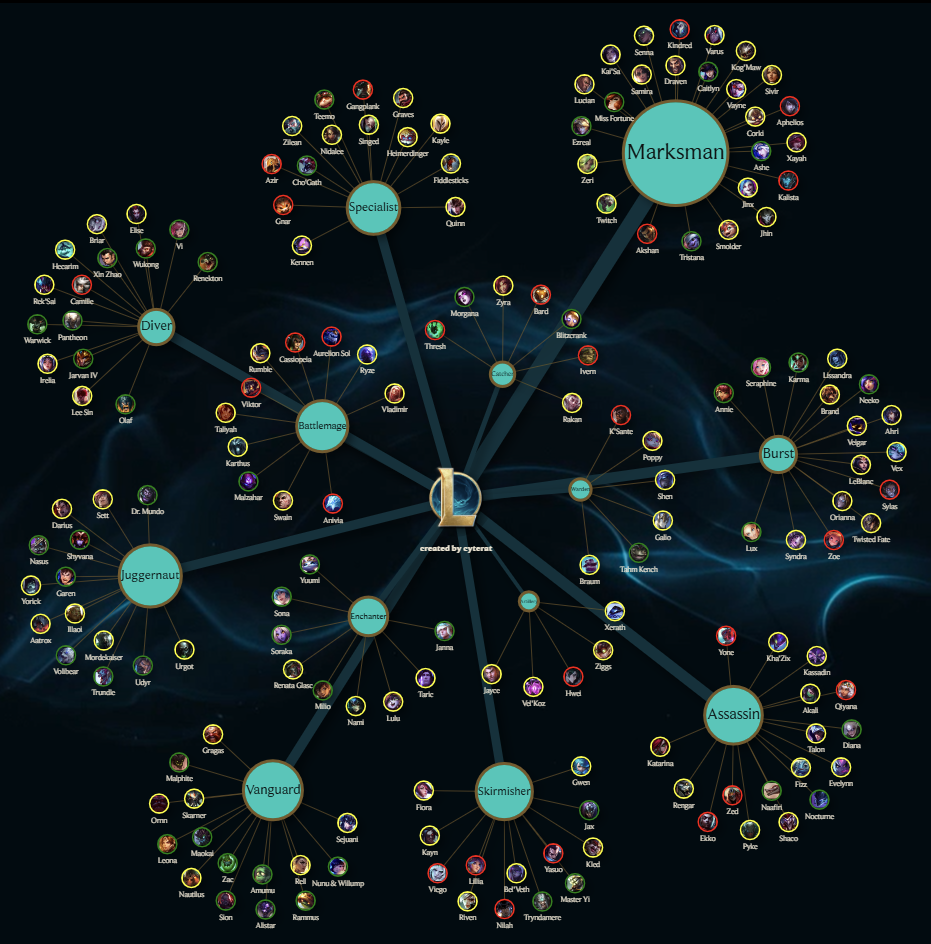 Marksman
Kindred
Senna
Varus
Kai'Sa
Kog'Maw
Draven
Samira
Caitlyn
Sivir
Lucian
Vayne
Miss Fortune
Aphelios
Corki
Ezreal
Xayah
Ashe
Zeri
Kalista
Jinx
Twitch
Jhin
Smolder
Akshan
Tristana
Specialist
Gangplank
Graves
Teemo
Zilean
Nidalee
Singed
Kayle
Heimerdinger
Azir
Cho'Gath
Fiddlesticks
Gnar
Quinn
Kennen
Diver
Elise
Briar
Vi
Hecarim
Xin Zhao
Wukong
Renekton
Rek'Sai
Camille
Warwick
Pantheon
Irelia
Jarvan IV
Lee Sin
Olaf
Catcher
Zyra
Morgana
Bard
Thresh
Blitzcrank
Ivern
Rakan
Battlemage
Aurelion Sol
Cassiopeia
Rumble
Ryze
Viktor
Vladimir
Taliyah
Karthus
Malzahar
Swain
Anivia
Warden
K'Sante
Poppy
Shen
Galio
Tahm Kench
Braum
Burst
Lissandra
Karma
Seraphine
Neeko
Annie
Brand
Ahri
Veigar
Vex
LeBlanc
Sylas
Orianna
Twisted Fate
Lux
Syndra
Zoe
created by cyterat
Juggernaut
Dr. Mundo
Sett
Darius
Nasus
Shyvana
Yorick
Garen
Aatrox
Illaoi
Mordekaiser
Volibear
Urgot
Trundle
Udyr
Enchanter
Yuumi
Sona
Soraka
Janna
Renata Glasc
Milio
Taric
Nami
Lulu
Artillery
Xerath
Ziggs
Jayce
Vel'Koz
Hwei
Assassin
Yone
Kha'Zix
Kassadin
Akali
Qiyana
Talon
Diana
Katarina
Fizz
Evelynn
Rengar
Zed
Naafiri
Nocturne
Ekko
Pyke
Shaco
Vanguard
Gragas
Malphite
Ornn
Skarner
Sejuani
Leona
Maokai
Nautilus
Zac
Amumu
Rell
Nunu & Willump
Sion
Alistar
Rammus
Skirmisher
Gwen
Fiora
Jax
Kayn
Kled
Viego
Lillia
Bel'Veth
Yasuo
Master Yi
Riven
Nilah
Tryndamere